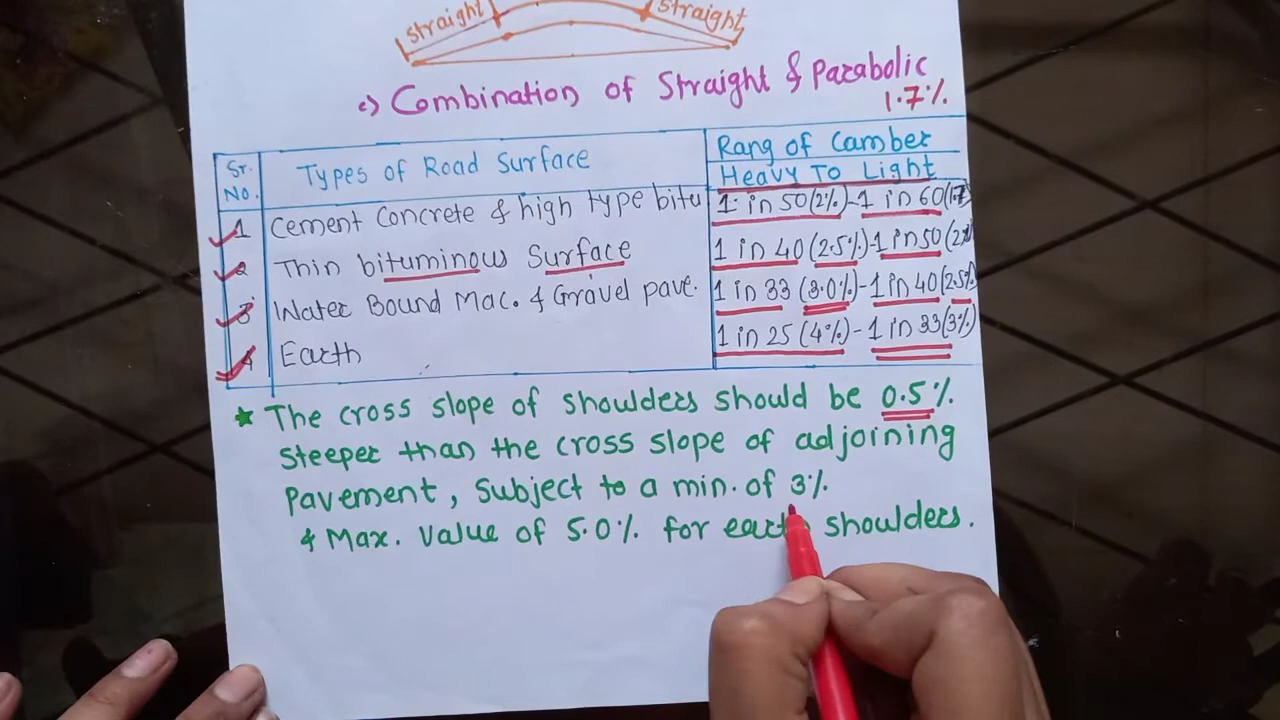 straight straight
c) Combination of Straight & Parabolic
1.7%
Sr. No. Types of Road Surface Rang of Camber
Heavy To Light
1 Cement Concrete & high type bitu 1 in 50(2%)-1 in 60(1.7
2 Thin bituminous Surface 1 in 40(2.5%)-1 in 50(2%)
3 Water Bound Mac. & Gravel pave. 1 in 33 (3.0%)-1 in 40(2.5%
4 Earth 1 in 25 (4%)-1 in 33(3%)
★ The cross slope of shoulders should be 0.5%.
steeper than the cross slope of adjoining
pavement, Subject to a min. of 3%
& Max. value of 5.0% for shoulders.